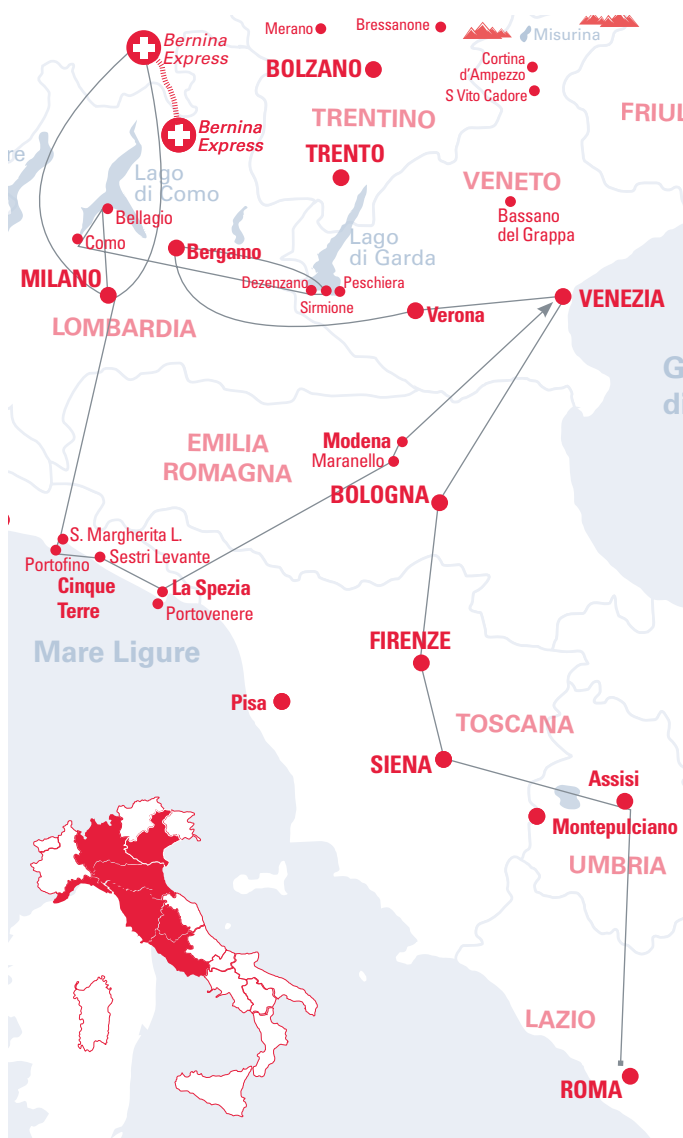 Bernina
Express
Merano
Bressanone
Misurina
BOLZANO
Cortina
d'Ampezzo
S Vito Cadore
TRENTINO
Bernina
Express
TRENTO
Lago
di Como
VENETO
Bellagio
Bassano
del Grappa
Como
Bergamo
Lago
di Garda
MILANO
Dezenzano
Peschiera
Sirmione
Verona
VENEZIA
LOMBARDIA
EMILIA
ROMAGNA
Modena
Maranello
BOLOGNA
S. Margherita L.
Portofino
Sestri Levante
Cinque
Terre
La Spezia
Portovenere
Mare Ligure
FIRENZE
Pisa
TOSCANA
SIENA
Assisi
Montepulciano
UMBRIA
LAZIO
ROMA